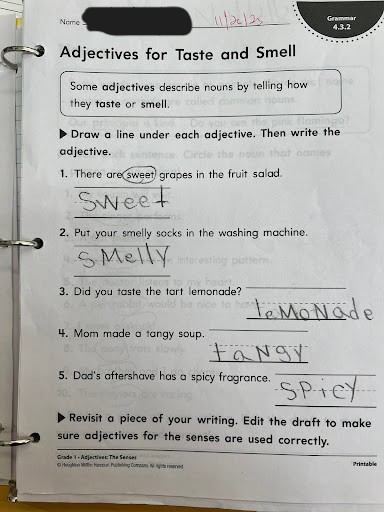 Name
11/26/25
Grammar
4.3.2
Adjectives for Taste and Smell
Some adjectives describe nouns by telling how
they taste or smell.
▶ Draw a line under each adjective. Then write the
adjective.
1. There are sweet grapes in the fruit salad.
Sweet
2. Put your smelly socks in the washing machine.
SMelly
3. Did you taste the tart lemonade?
leMoNade
4. Mom made a tangy soup.
taNgy
5. Dad's aftershave has a spicy fragrance.
SPicy
▶ Revisit a piece of your writing. Edit the draft to make
sure adjectives for the senses are used correctly.
Grade 1 • Adjectives: The Senses
© Houghton Mifflin Harcourt Publishing Company. All rights reserved.
Printable